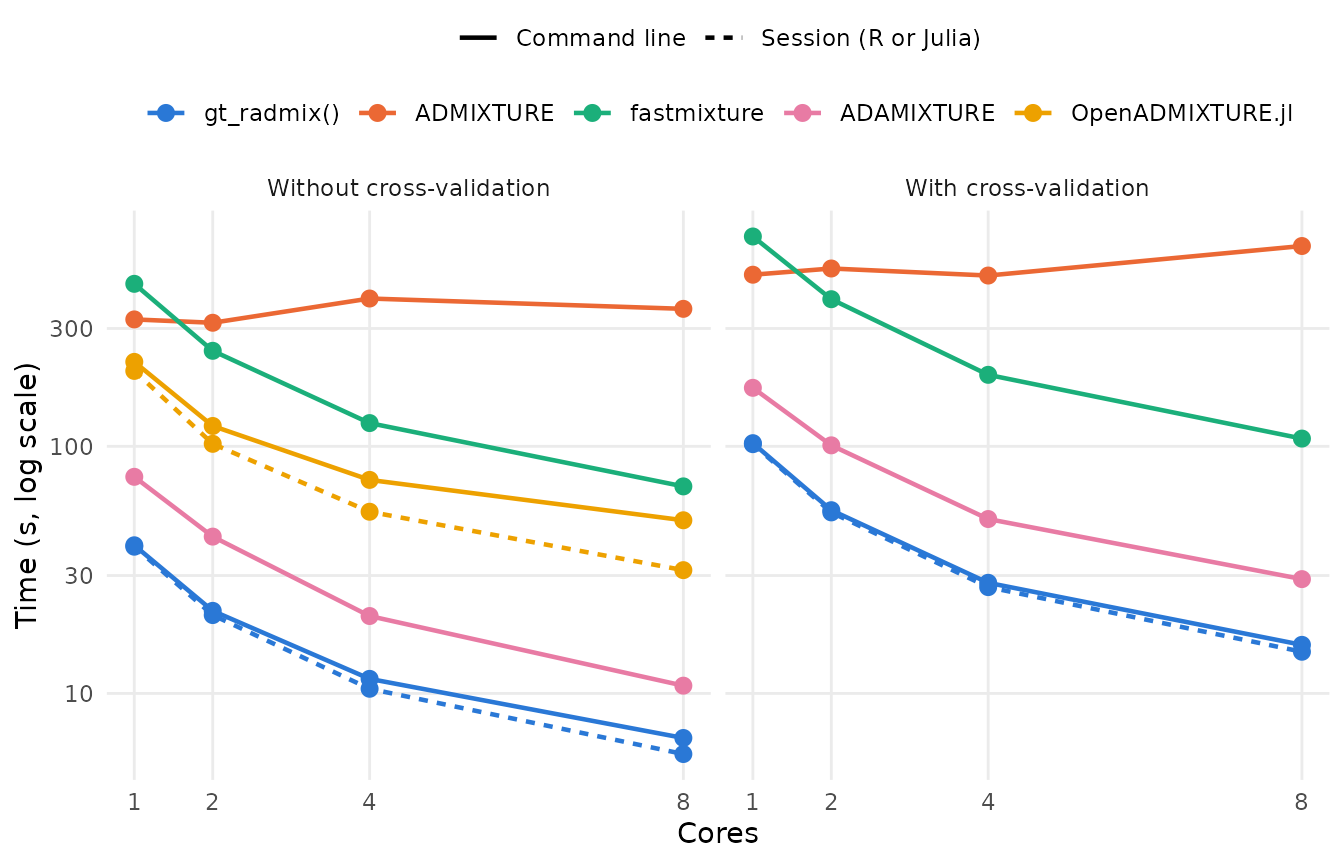 Command line Session (R or Julia)
gt_radmix() ADMIXTURE fastmixture ADAMIXTURE OpenADMIXTURE.jl
Without cross-validation With cross-validation
Time (s, log scale)
300
100
30
10
1 2 4 8 1 2 4 8
Cores